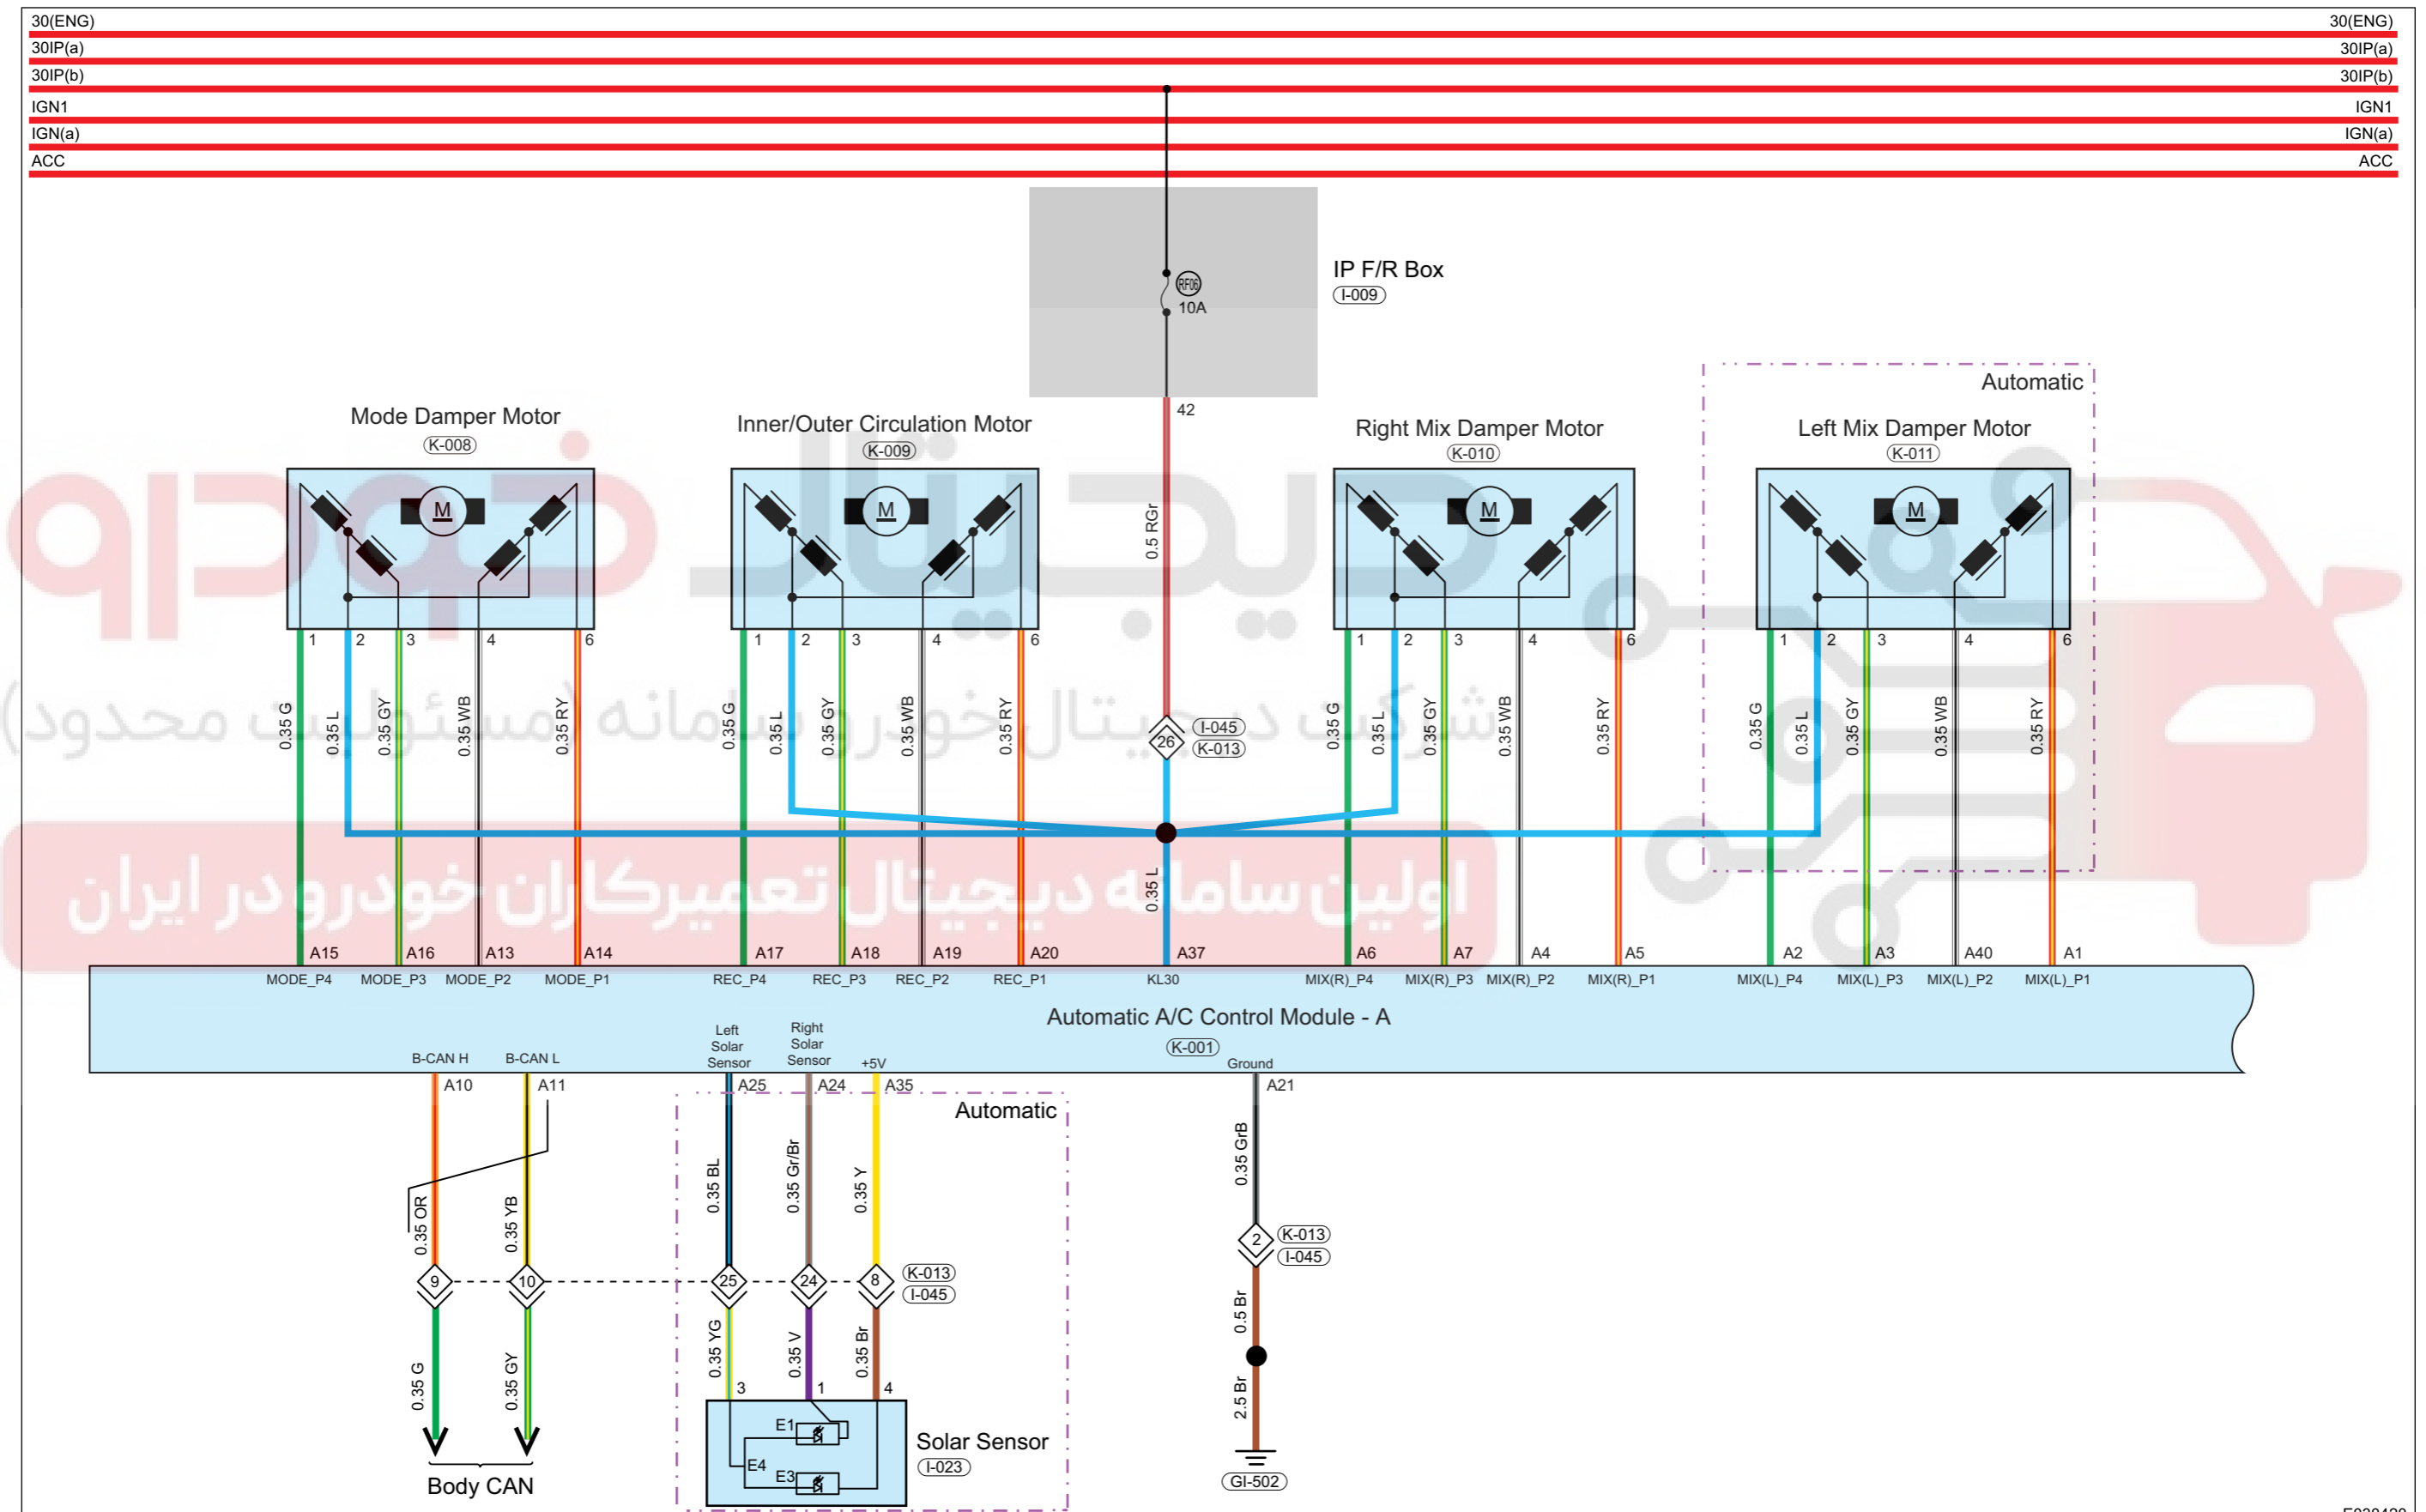 30(ENG) 30(ENG)
30IP(a) 30IP(a)
30IP(b) 30IP(b)
IGN1 IGN1
IGN(a) IGN(a)
ACC ACC
RF06
10A
IP F/R Box
I-009
42
Automatic
Mode Damper Motor
K-008
Inner/Outer Circulation Motor
K-009
Right Mix Damper Motor
K-010
Left Mix Damper Motor
K-011
دیجیتال خودرو
M M M M
0.5 RGr
1 2 3 4 6 1 2 3 4 6 1 2 3 4 6 1 2 3 4 6
0.35 G 0.35 L 0.35 GY 0.35 WB 0.35 RY 0.35 G 0.35 L 0.35 GY 0.35 WB 0.35 RY 0.35 G 0.35 L 0.35 GY 0.35 WB 0.35 RY 0.35 G 0.35 L 0.35 GY 0.35 WB 0.35 RY
شرکت دیجیتال خودرو سامانه (مسئولیت محدود)
26
I-045
K-013
اولین سامانه دیجیتال تعمیرکاران خودرو در ایران
0.35 L
A15 A16 A13 A14 A17 A18 A19 A20 A37 A6 A7 A4 A5 A2 A3 A40 A1
MODE_P4 MODE_P3 MODE_P2 MODE_P1 REC_P4 REC_P3 REC_P2 REC_P1 KL30 MIX(R)_P4 MIX(R)_P3 MIX(R)_P2 MIX(R)_P1 MIX(L)_P4 MIX(L)_P3 MIX(L)_P2 MIX(L)_P1
Automatic A/C Control Module - A
K-001
B-CAN H B-CAN L
Left
Solar
Sensor
Right
Solar
Sensor
+5V
Ground
A10 A11 A25 A24 A35 A21
Automatic
0.35 OR 0.35 YB 0.35 BL 0.35 Gr/Br 0.35 Y 0.35 GrB
2
K-013
I-045
9 10 25 24 8
K-013
I-045
0.35 G 0.35 GY 0.35 YG 0.35 V 0.35 Br 0.5 Br
2.5 Br
3 1 4
E1
E4
E3
Solar Sensor
I-023
Body CAN
GI-502